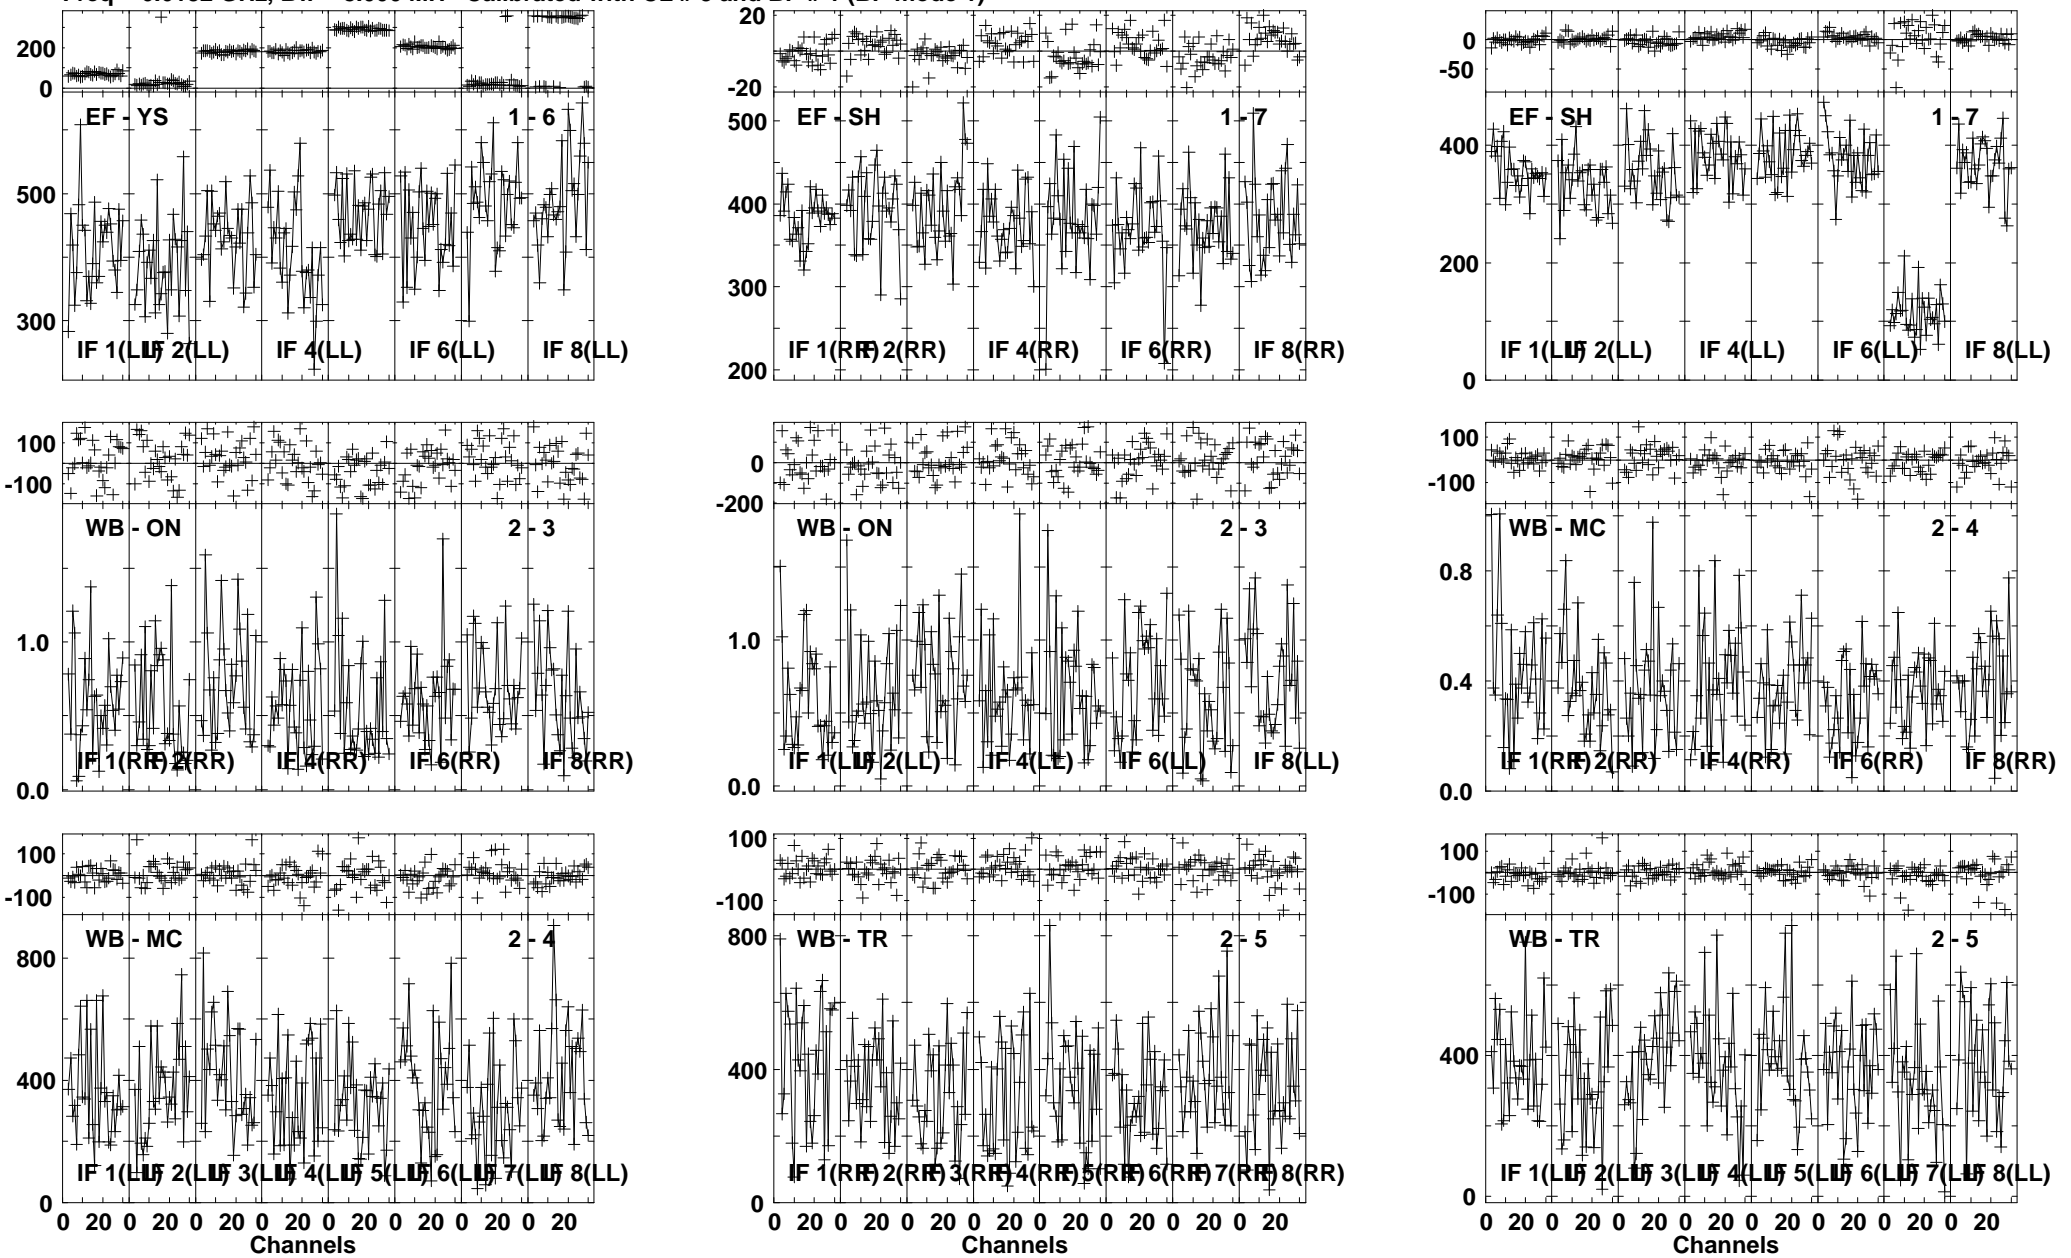 200
0
EF - YS 1 - 6
500
300
IF 1(LL) IF 2(LL) IF 4(LL) IF 6(LL) IF 8(LL)
20
-20
EF - SH 1 - 7
500
400
300
200
IF 1(RR) IF 2(RR) IF 4(RR) IF 6(RR) IF 8(RR)
0
-50
EF - SH 1 - 7
400
200
0
IF 1(LL) IF 2(LL) IF 4(LL) IF 6(LL) IF 8(LL)
100
-100
WB - ON 2 - 3
1.0
0.0
IF 1(RR) IF 2(RR) IF 4(RR) IF 6(RR) IF 8(RR)
0
-200
WB - ON 2 - 3
1.0
0.0
IF 1(LL) IF 2(LL) IF 4(LL) IF 6(LL) IF 8(LL)
100
-100
WB - MC 2 - 4
0.8
0.4
0.0
IF 1(RR) IF 2(RR) IF 4(RR) IF 6(RR) IF 8(RR)
100
-100
WB - MC 2 - 4
800
400
0
IF 1(LL) IF 2(LL) IF 3(LL) IF 4(LL) IF 5(LL) IF 6(LL) IF 7(LL) IF 8(LL)
0 20 0 20 0 20 0 20 0 20 0 20 0 20 0 20
Channels
100
-100
WB - TR 2 - 5
800
400
0
IF 1(RR) IF 2(RR) IF 3(RR) IF 4(RR) IF 5(RR) IF 6(RR) IF 7(RR) IF 8(RR)
0 20 0 20 0 20 0 20 0 20 0 20 0 20 0 20
Channels
100
-100
WB - TR 2 - 5
400
0
IF 1(LL) IF 2(LL) IF 3(LL) IF 4(LL) IF 5(LL) IF 6(LL) IF 7(LL) IF 8(LL)
0 20 0 20 0 20 0 20 0 20 0 20 0 20 0 20
Channels